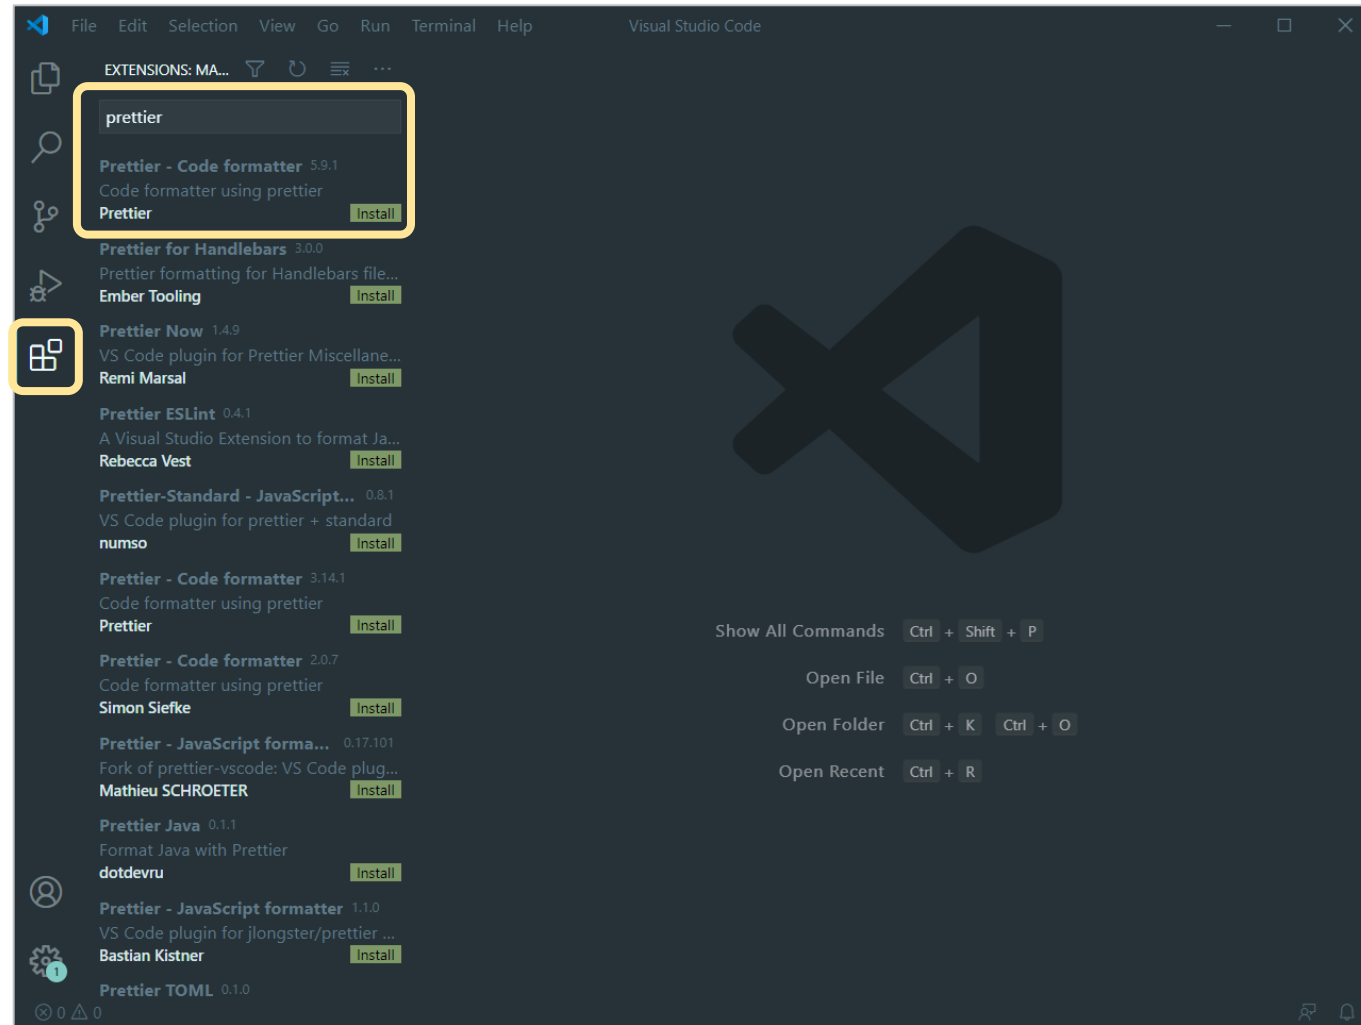 File Edit Selection View Go Run Terminal Help Visual Studio Code
EXTENSIONS: MA...
prettier
Prettier - Code formatter 5.9.1
Code formatter using prettier
Prettier Install
Prettier for Handlebars 3.0.0
Prettier formatting for Handlebars file...
Ember Tooling Install
Prettier Now 1.4.9
VS Code plugin for Prettier Miscellane...
Remi Marsal Install
Prettier ESLint 0.4.1
A Visual Studio Extension to format Ja...
Rebecca Vest Install
Prettier-Standard - JavaScript... 0.8.1
VS Code plugin for prettier + standard
numso Install
Prettier - Code formatter 3.14.1
Code formatter using prettier
Prettier Install
Prettier - Code formatter 2.0.7
Code formatter using prettier
Simon Siefke Install
Prettier - JavaScript forma... 0.17.101
Fork of prettier-vscode: VS Code plug...
Mathieu SCHROETER Install
Prettier Java 0.1.1
Format Java with Prettier
dotdevru Install
Prettier - JavaScript formatter 1.1.0
VS Code plugin for jlongster/prettier ...
Bastian Kistner Install
Prettier TOML 0.1.0
Show All Commands Ctrl + Shift + P
Open File Ctrl + O
Open Folder Ctrl + K Ctrl + O
Open Recent Ctrl + R
1
0 0